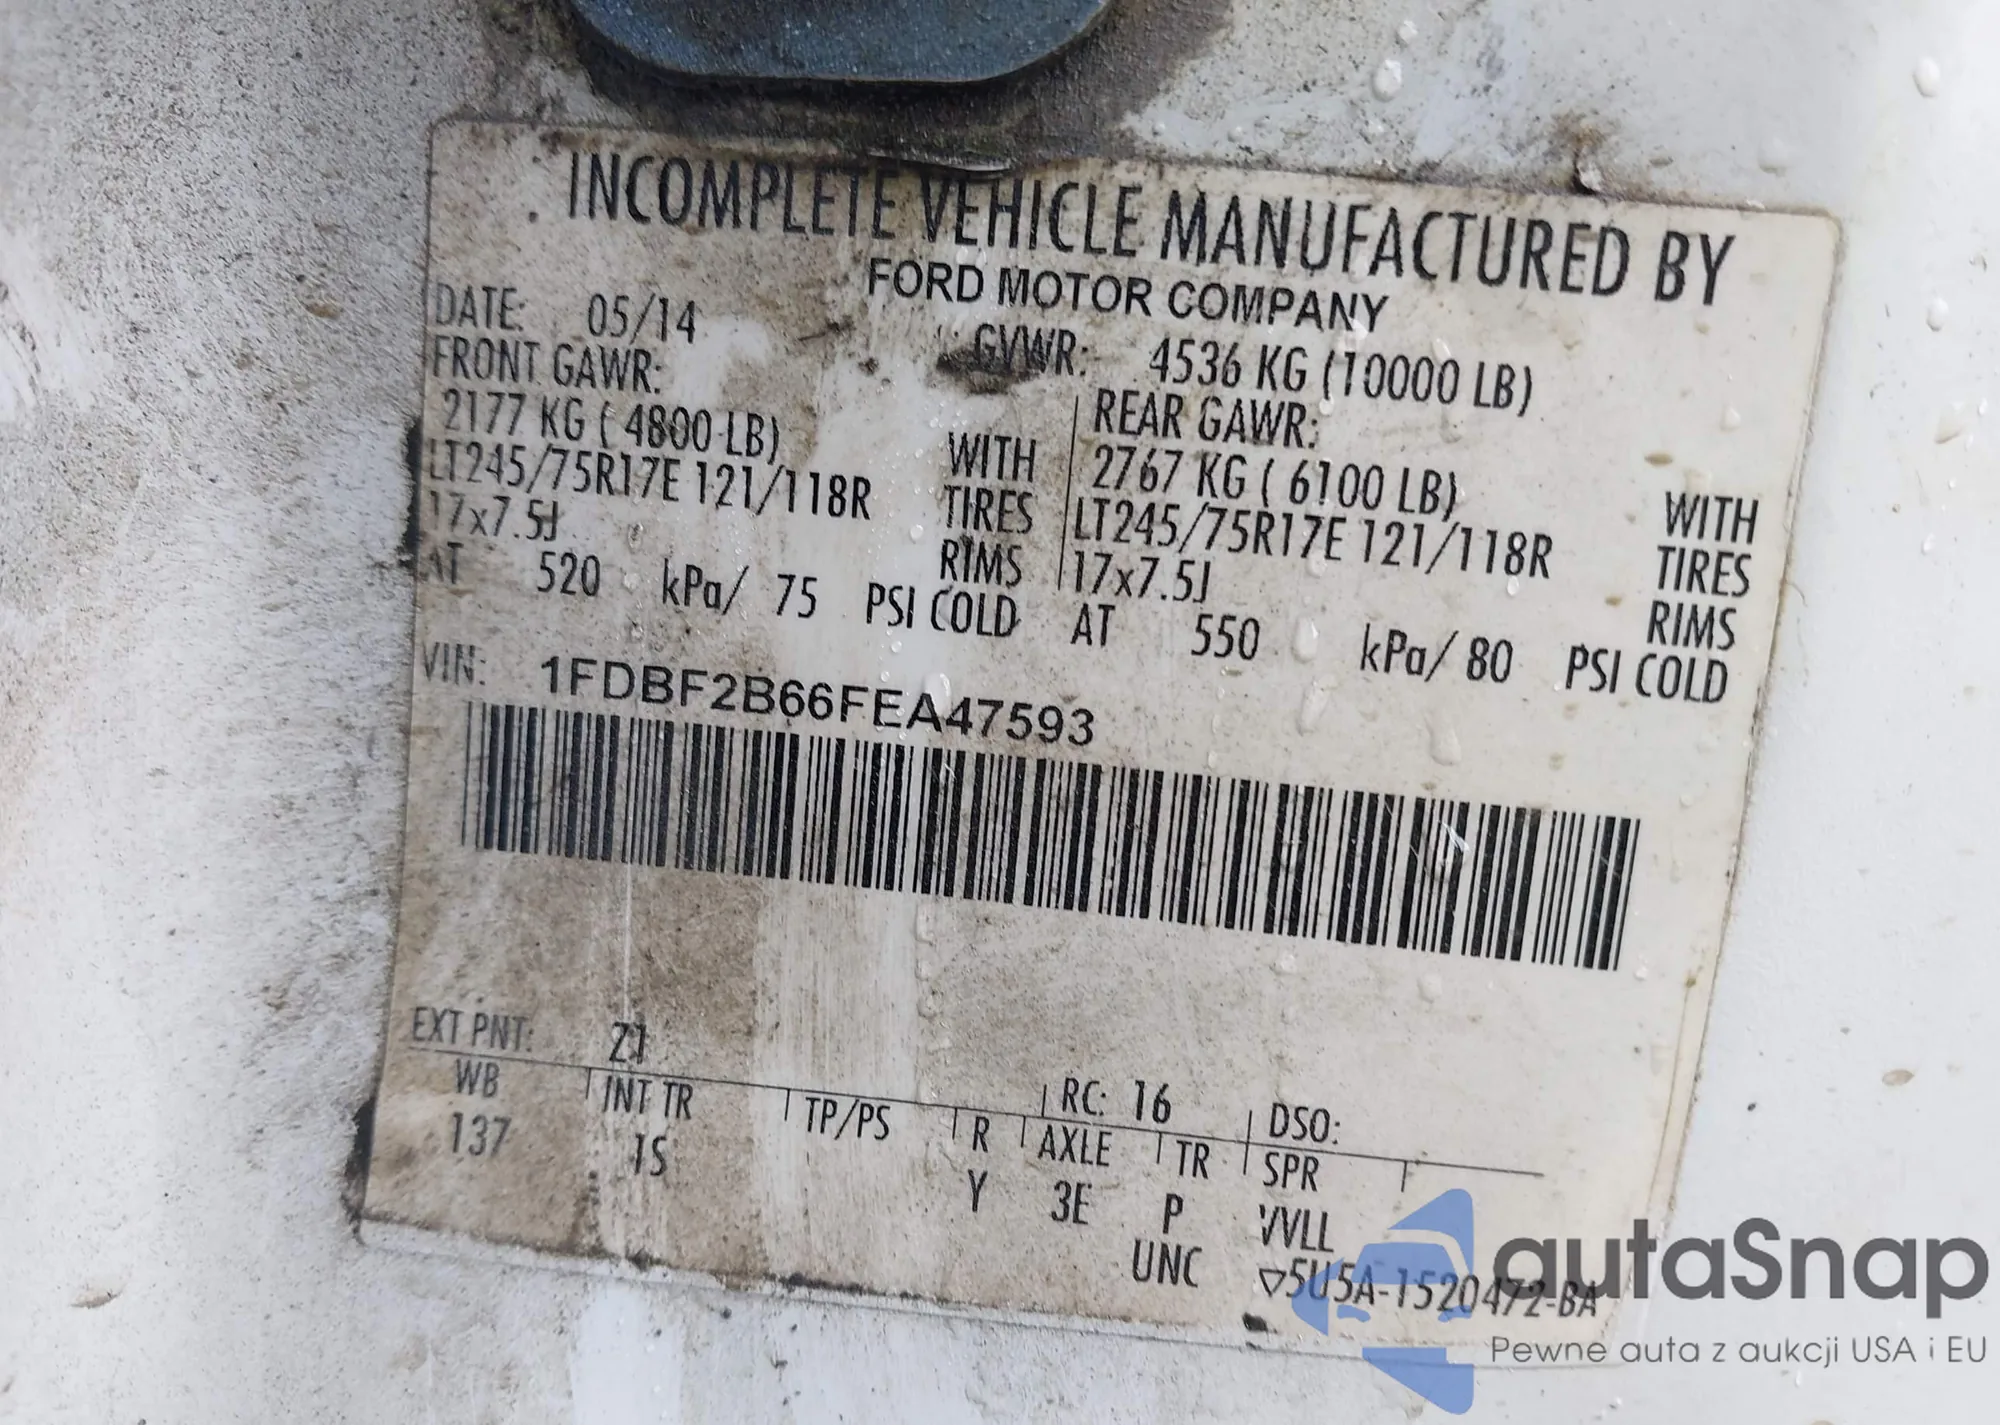 INCOMPLETE VEHICLE MANUFACTURED BY
FORD MOTOR COMPANY
DATE: 05/14 GVWR: 4536 KG (10000 LB)
FRONT GAWR: REAR GAWR:
2177 KG ( 4800 LB) WITH 2767 KG ( 6100 LB) WITH
LT245/75R17E 121/118R TIRES LT245/75R17E 121/118R TIRES
17x7.5J RIMS 17x7.5J RIMS
AT 520 kPa/ 75 PSI COLD AT 550 kPa/ 80 PSI COLD
VIN: 1FDBF2B66FEA47593
EXT PNT: Z1 RC: 16 DSO:
WB INT TR TP/PS R AXLE TR SPR
137 1S Y 3E P VVLL
UNC ▽5U5A-1520472-BA
autaSnap
Pewne auta z aukcji USA i EU